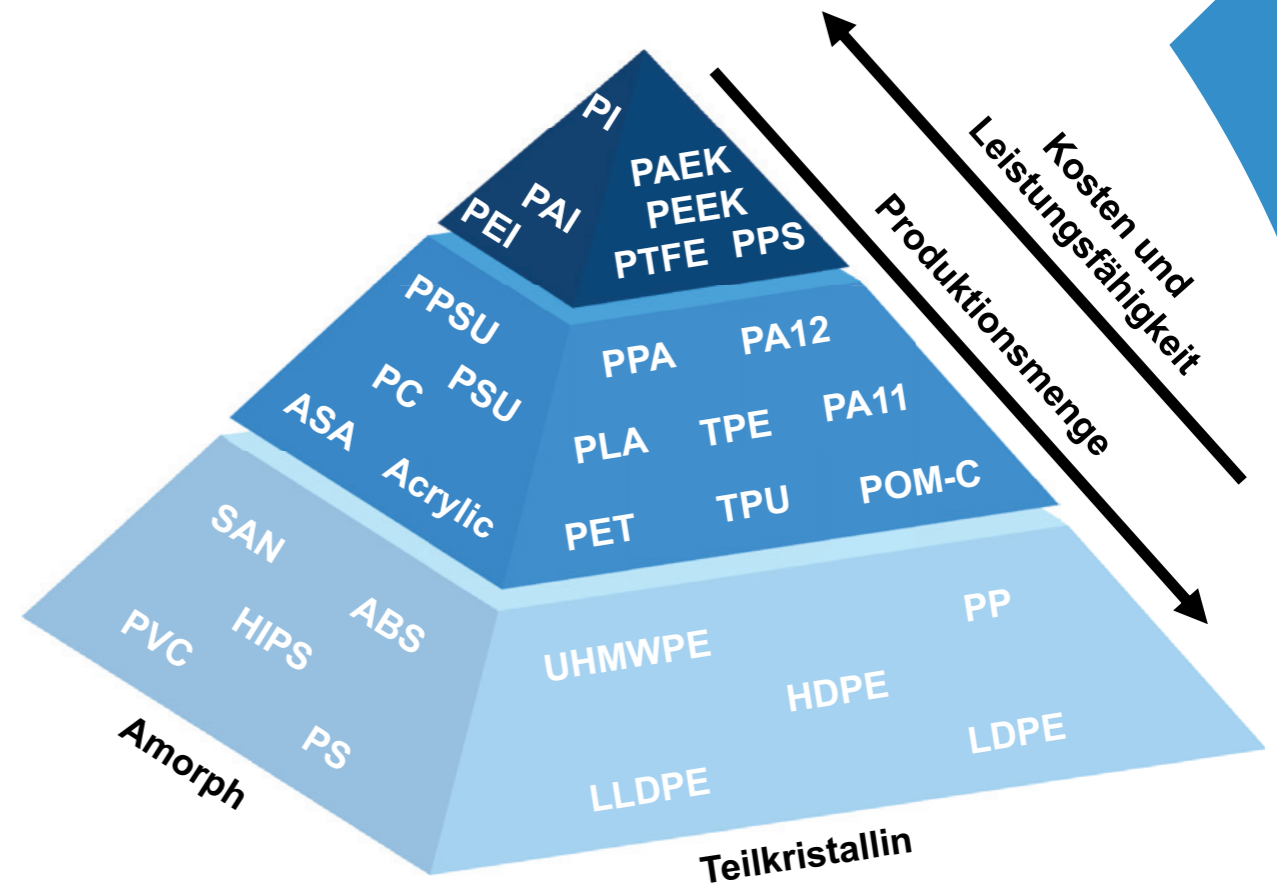 PI
PAI
PEI
PAEK
PEEK
PTFE PPS
PPSU
PC PSU
ASA
Acrylic
PPA PA12
PLA TPE PA11
PET TPU POM-C
SAN
ABS
HIPS
PVC
PS
UHMWPE PP
HDPE
LLDPE LDPE
Amorph
Teilkristallin
Produktionsmenge
Kosten und
Leistungsfähigkeit